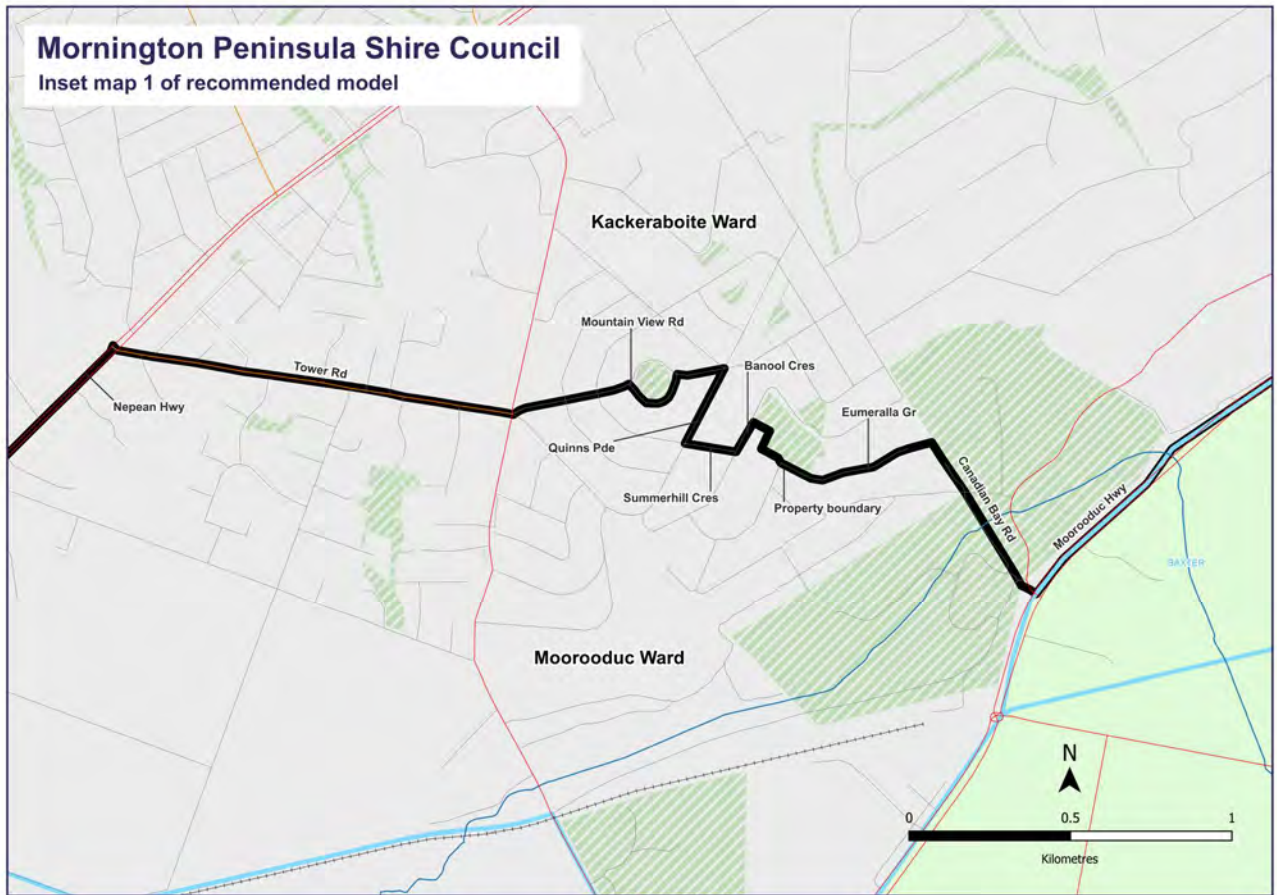 Mornington Peninsula Shire Council
Inset map 1 of recommended model
Kackeraboite Ward
Mountain View Rd
Tower Rd
Banool Cres
Nepean Hwy
Eumeralla Gr
Quinns Pde
Summerhill Cres
Property boundary
Canadian Bay Rd
Moorooduc Hwy
BAXTER
Moorooduc Ward
N
0 0.5 1
Kilometres